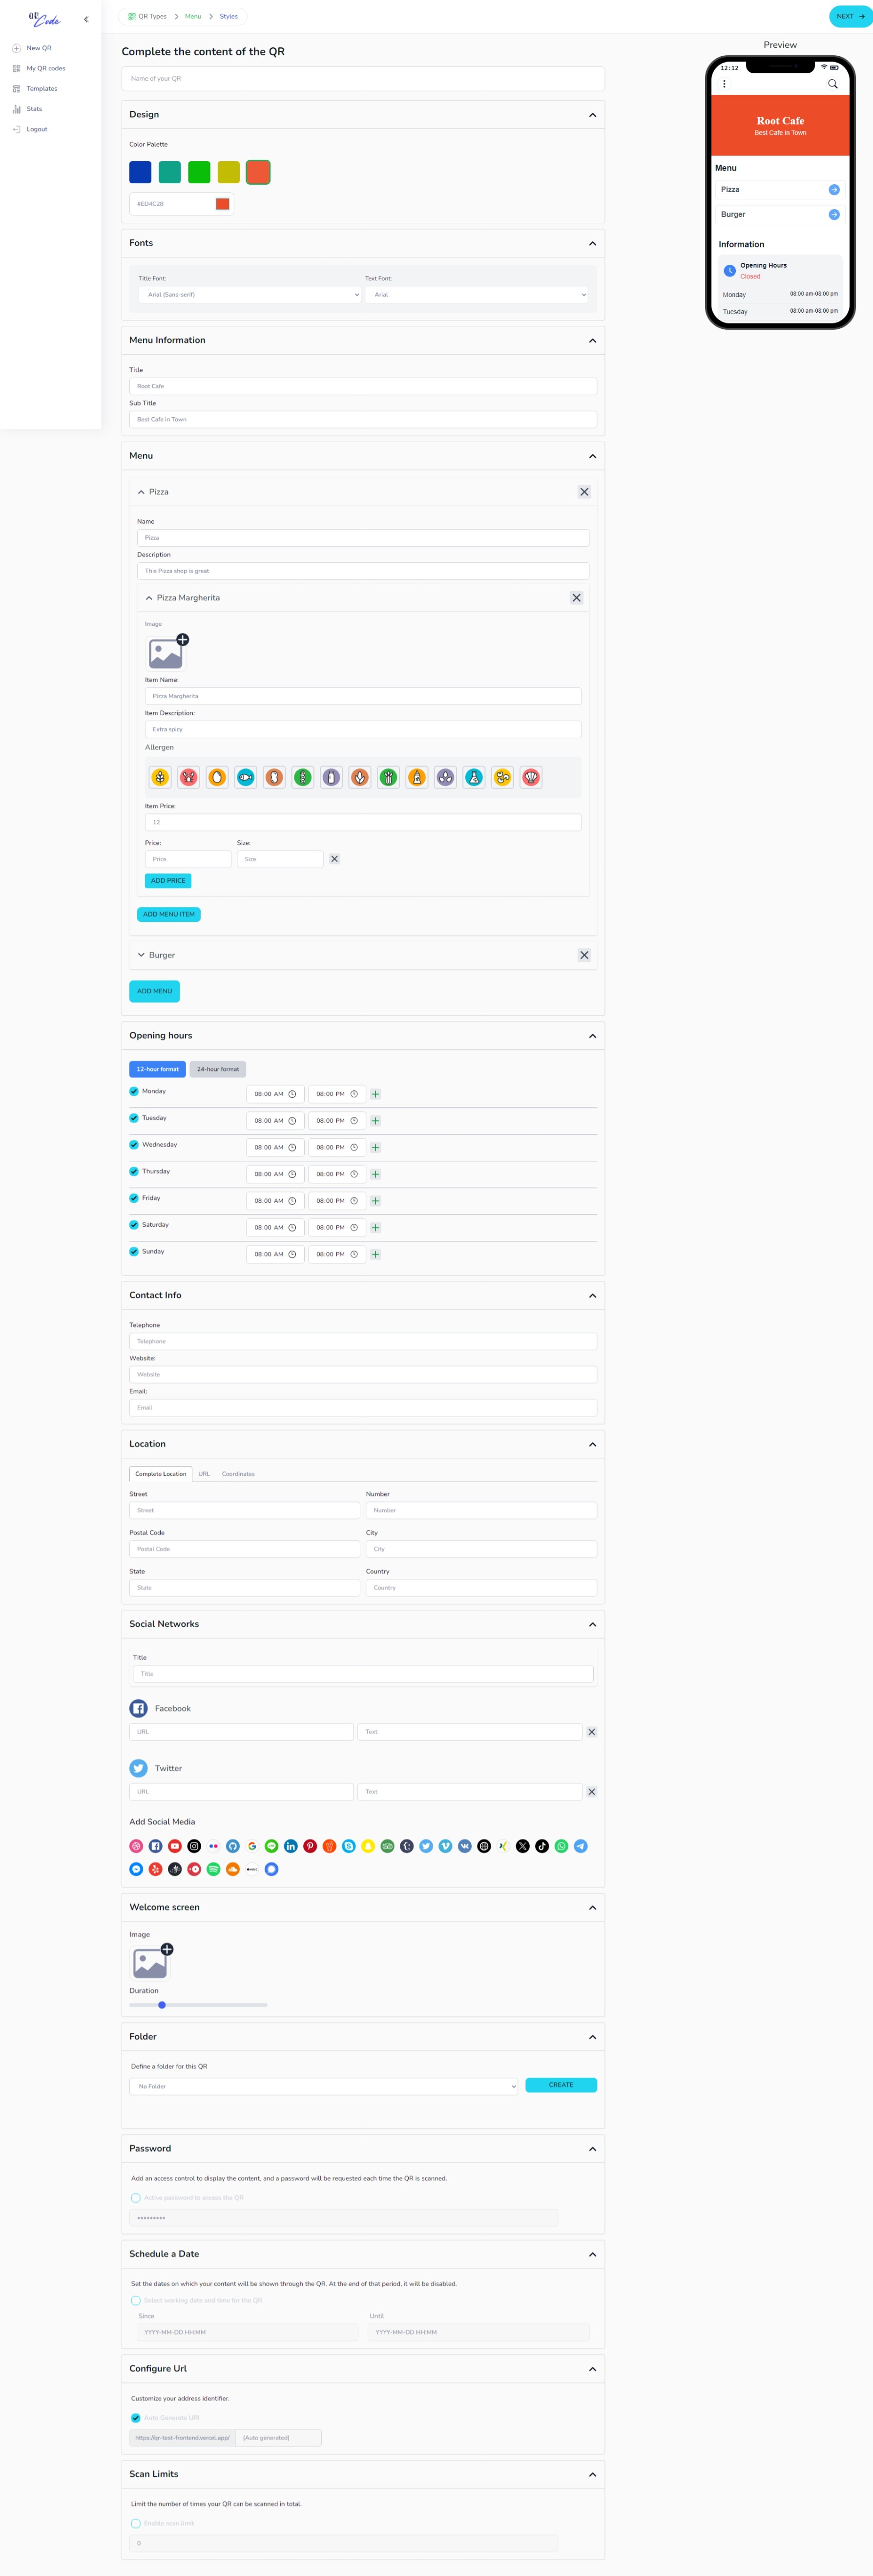 QR Code
QR Types > Menu > Styles
NEXT →
New QR
My QR codes
Templates
Stats
Logout
Complete the content of the QR
Name of your QR
Design
Color Palette
#ED4C28
Fonts
Title Font: Text Font:
Arial (Sans-serif) Arial
Menu Information
Title
Root Cafe
Sub Title
Best Cafe in Town
Menu
Pizza
Name
Pizza
Description
This Pizza shop is great
Pizza Margherita
Image
Item Name:
Pizza Margherita
Item Description:
Extra spicy
Allergen
Item Price:
12
Price: Size:
Price Size
ADD PRICE
ADD MENU ITEM
Burger
ADD MENU
Opening hours
12-hour format 24-hour format
Monday 08:00 AM 08:00 PM
Tuesday 08:00 AM 08:00 PM
Wednesday 08:00 AM 08:00 PM
Thursday 08:00 AM 08:00 PM
Friday 08:00 AM 08:00 PM
Saturday 08:00 AM 08:00 PM
Sunday 08:00 AM 08:00 PM
Contact Info
Telephone
Telephone
Website:
Website
Email:
Email
Location
Complete Location URL Coordinates
Street Number
Street Number
Postal Code City
Postal Code City
State Country
State Country
Social Networks
Title
Title
Facebook
URL Text
Twitter
URL Text
Add Social Media
Welcome screen
Image
Duration
Folder
Define a folder for this QR
No Folder CREATE
Password
Add an access control to display the content, and a password will be requested each time the QR is scanned.
Active password to access the QR
*********
Schedule a Date
Set the dates on which your content will be shown through the QR. At the end of that period, it will be disabled.
Select working date and time for the QR
Since Until
YYYY-MM-DD HH:MM YYYY-MM-DD HH:MM
Configure Url
Customize your address identifier.
Auto Generate URl
https://qr-test-frontend.vercel.app/ (Auto generated)
Scan Limits
Limit the number of times your QR can be scanned in total.
Enable scan limit
0
Preview
12:12
Root Cafe
Best Cafe in Town
Menu
Pizza
Burger
Information
Opening Hours
Closed
Monday 08:00 am-08:00 pm
Tuesday 08:00 am-08:00 pm